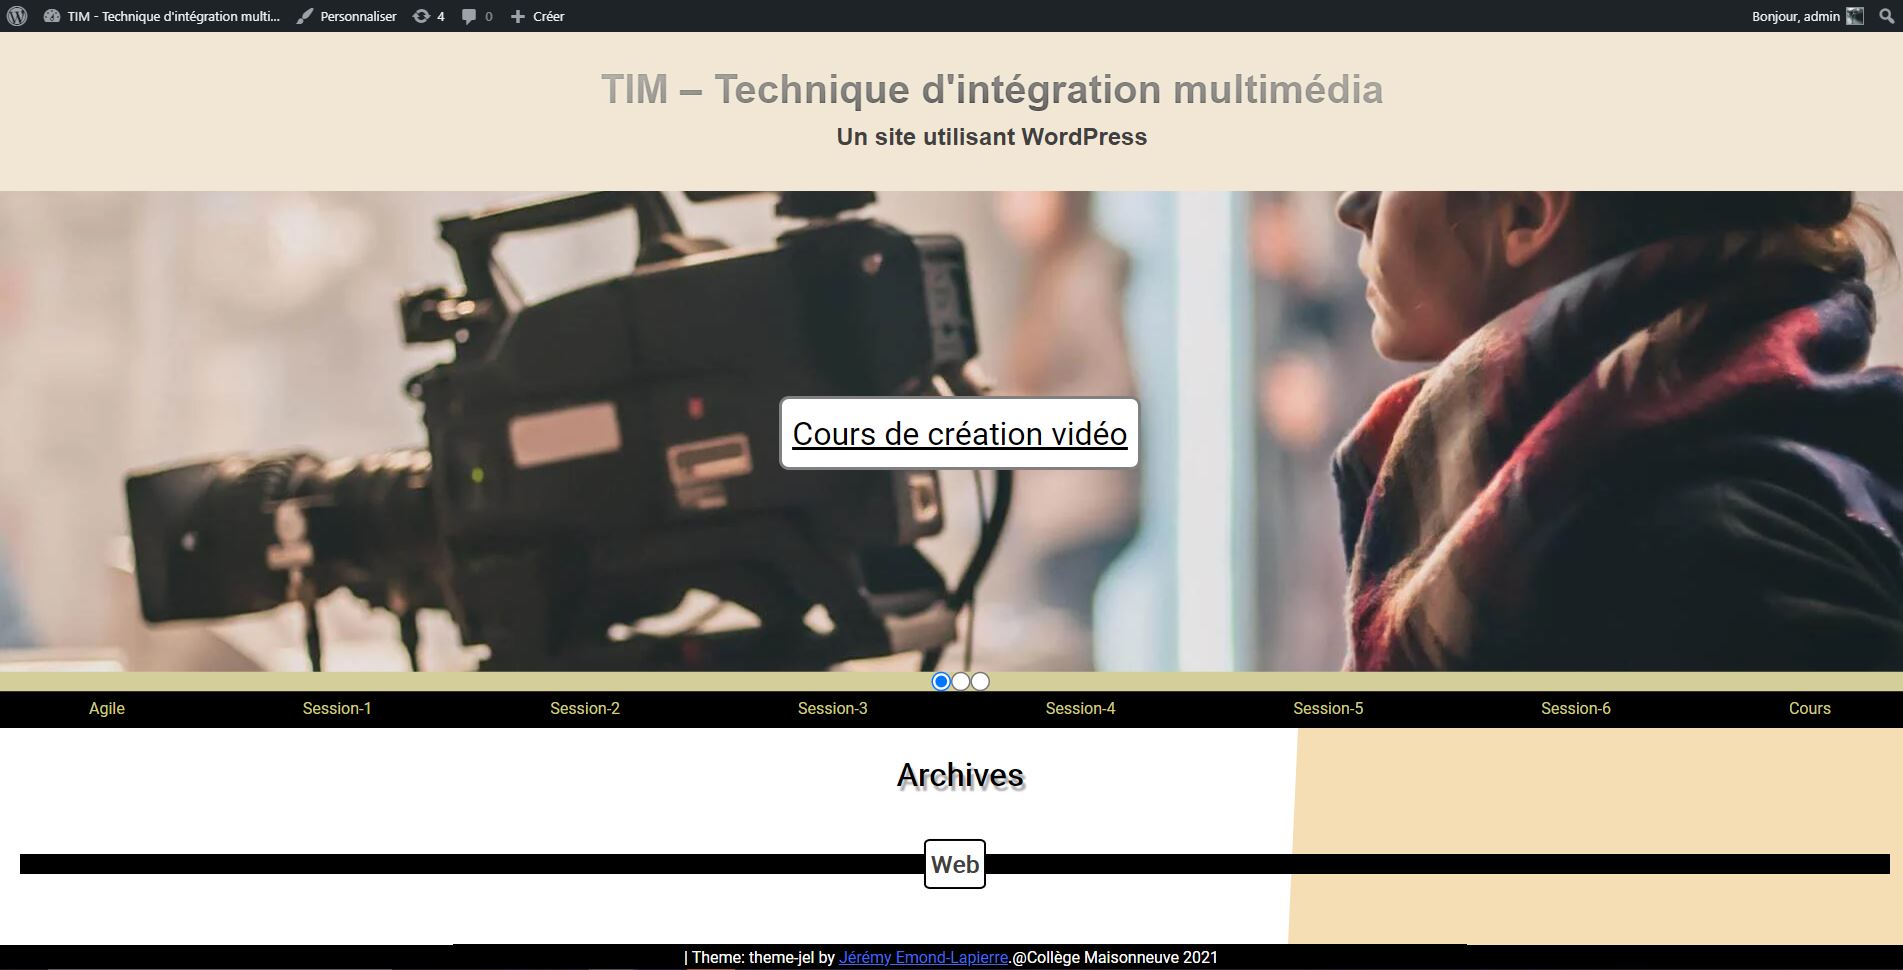 TIM - Technique d'intégration multi... Personnaliser 4 0 Créer Bonjour, admin
TIM – Technique d'intégration multimédia
Un site utilisant WordPress
Cours de création vidéo
Agile Session-1 Session-2 Session-3 Session-4 Session-5 Session-6 Cours
Archives
Web
| Theme: theme-jel by Jérémy Emond-Lapierre.@Collège Maisonneuve 2021